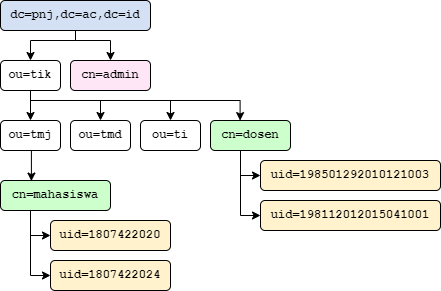 dc=pnj,dc=ac,dc=id
ou=tik
cn=admin
ou=tmj
ou=tmd
ou=ti
cn=dosen
uid=198501292010121003
cn=mahasiswa
uid=198112012015041001
uid=1807422020
uid=1807422024